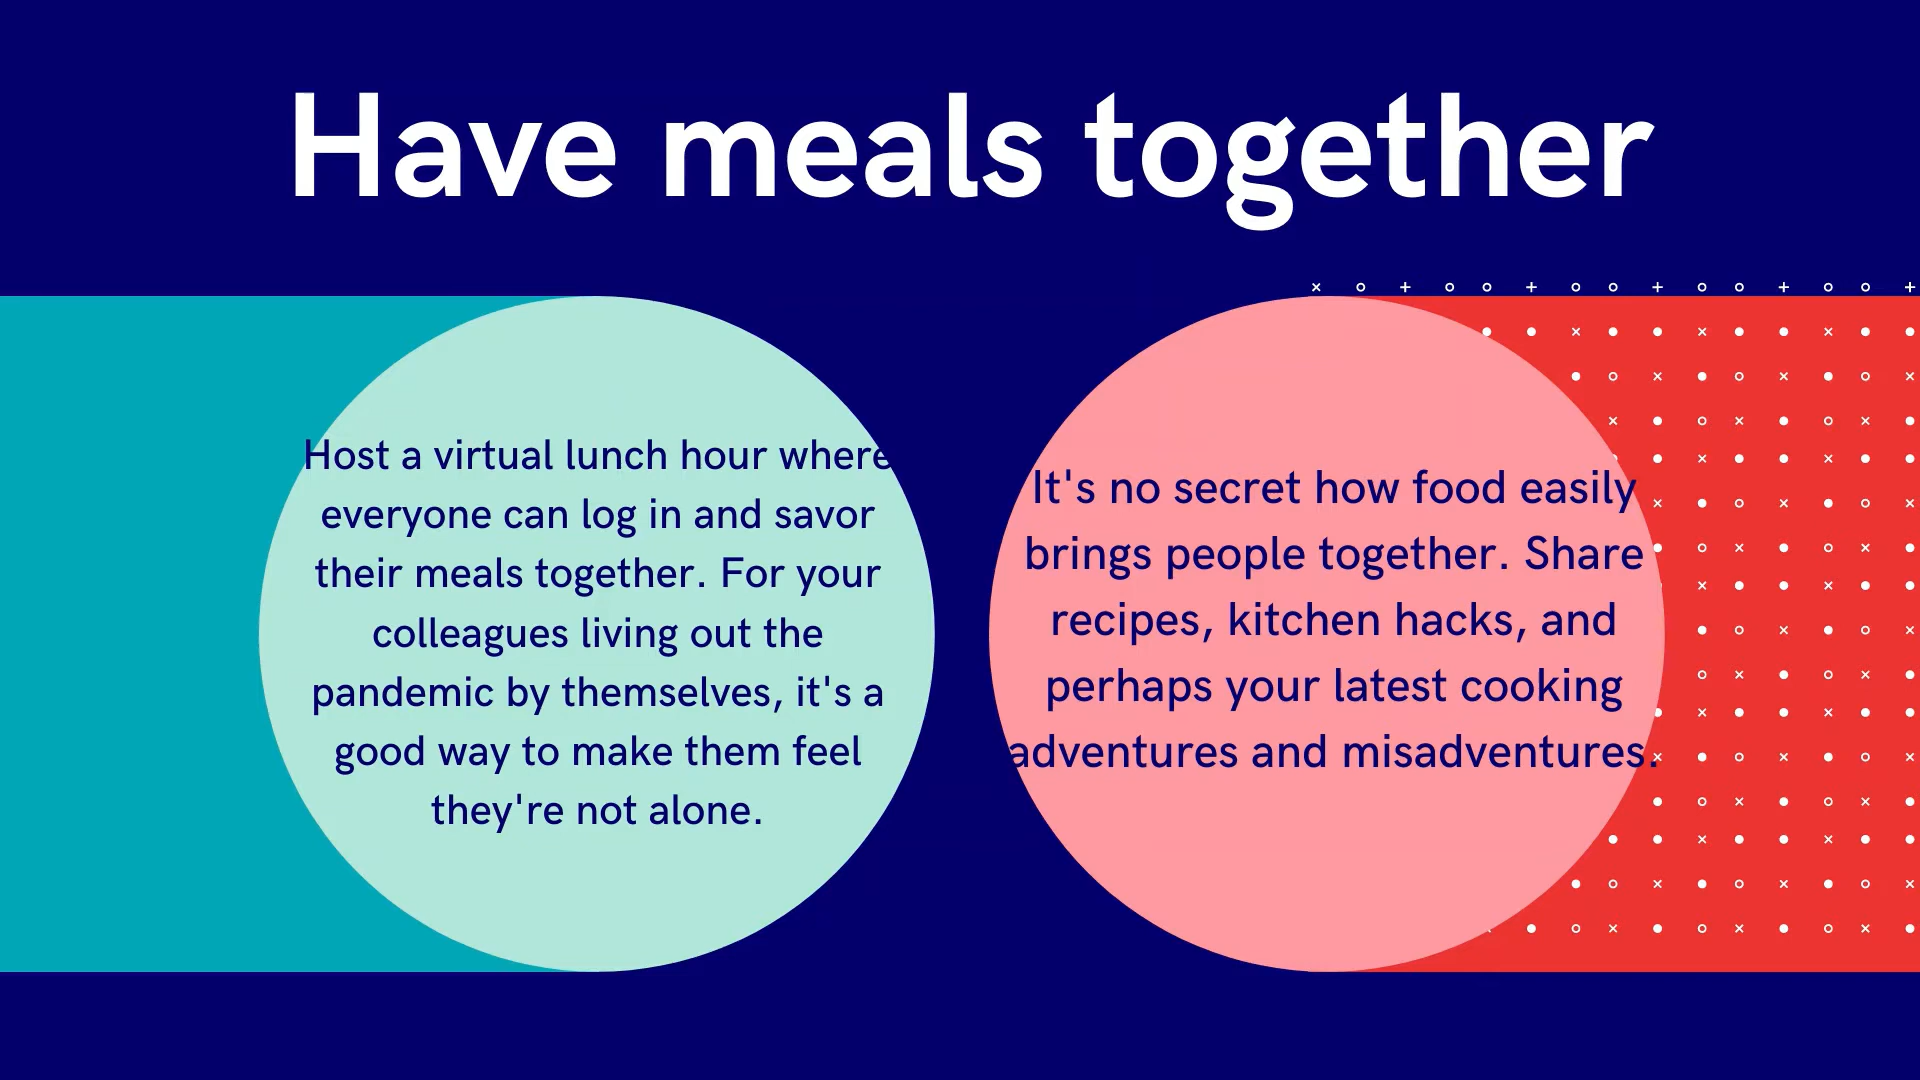 Have meals together
Host a virtual lunch hour where
everyone can log in and savor
their meals together. For your
colleagues living out the
pandemic by themselves, it's a
good way to make them feel
they're not alone.
It's no secret how food easily
brings people together. Share
recipes, kitchen hacks, and
perhaps your latest cooking
adventures and misadventures.